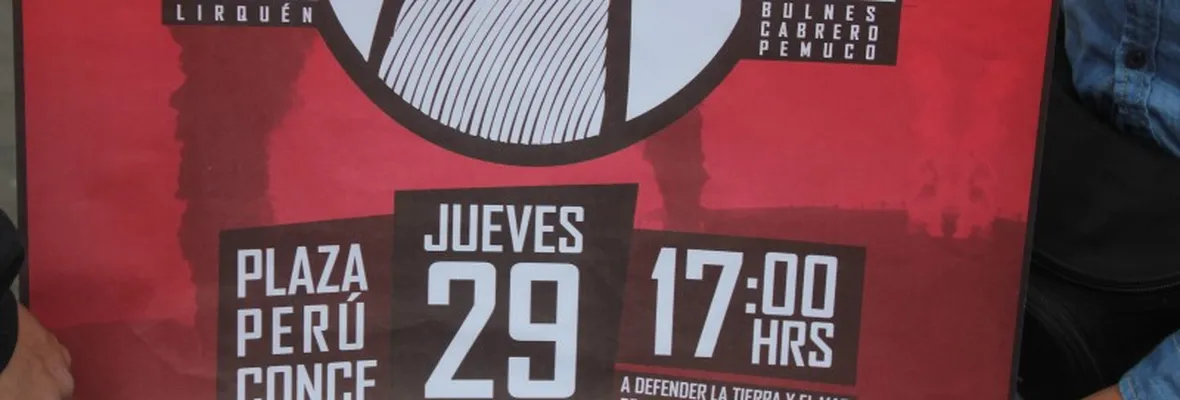 LIRQUÉN
BULNES
CABRERO
PEMUCO
PLAZA
PERÚ
CONCE
JUEVES
29
17:00
HRS
A DEFENDER LA TIERRA Y EL